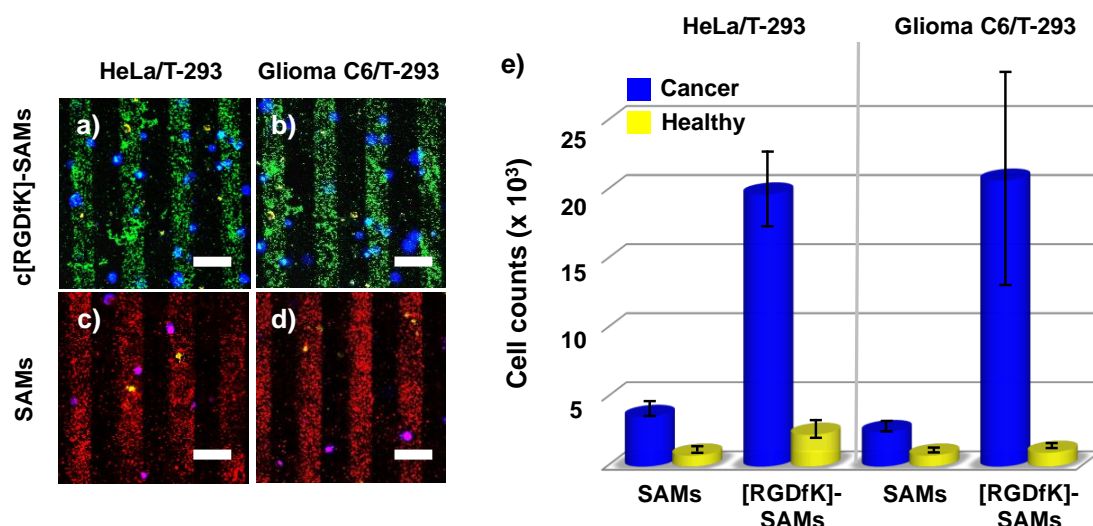 HeLa/T-293
Glioma C6/T-293
c[RGDfK]-SAMs
SAMs
a)
b)
c)
d)
e)
HeLa/T-293
Glioma C6/T-293
Cancer
Healthy
Cell counts (x 10³)
25
20
15
10
5
SAMs
[RGDfK]-
SAMs
SAMs
[RGDfK]-
SAMs